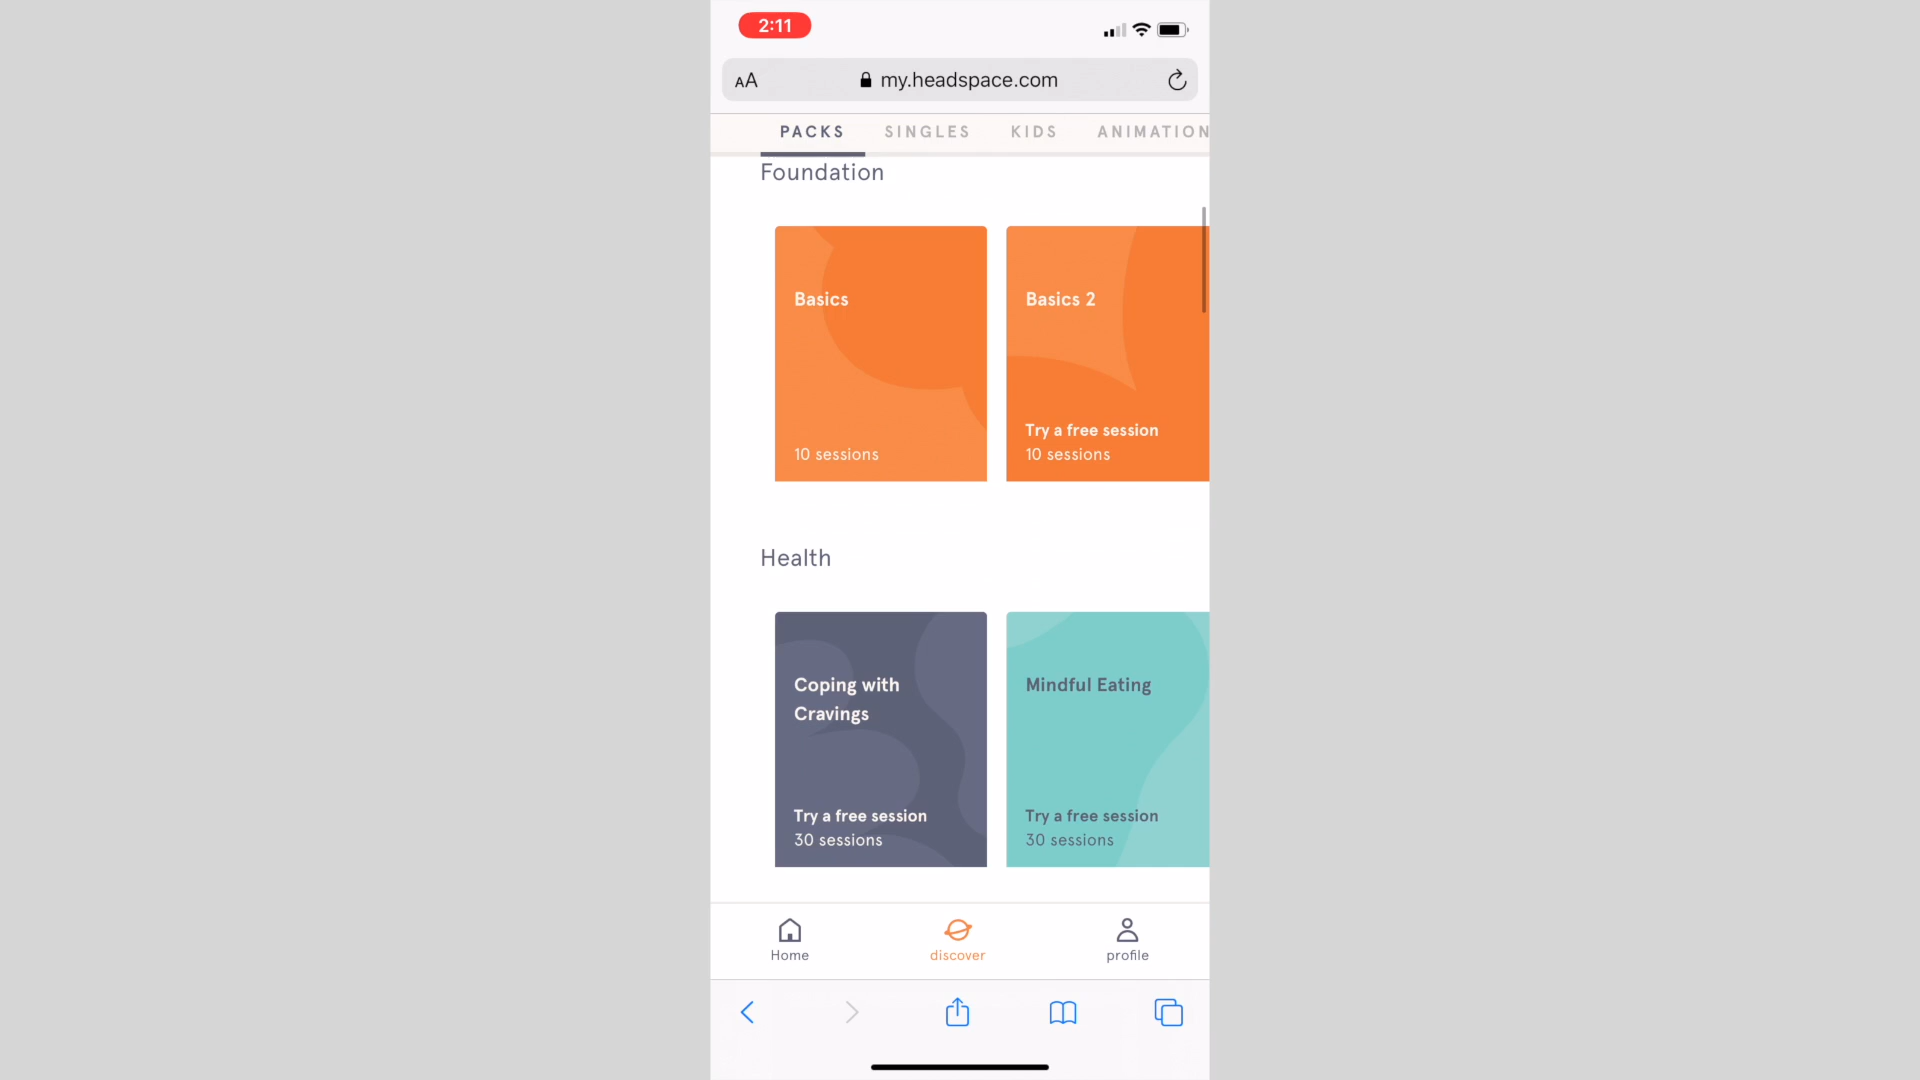 2:11
AA my.headspace.com
PACKS SINGLES KIDS ANIMATION
Foundation
Basics
10 sessions
Basics 2
Try a free session
10 sessions
Health
Coping with
Cravings
Try a free session
30 sessions
Mindful Eating
Try a free session
30 sessions
Home discover profile